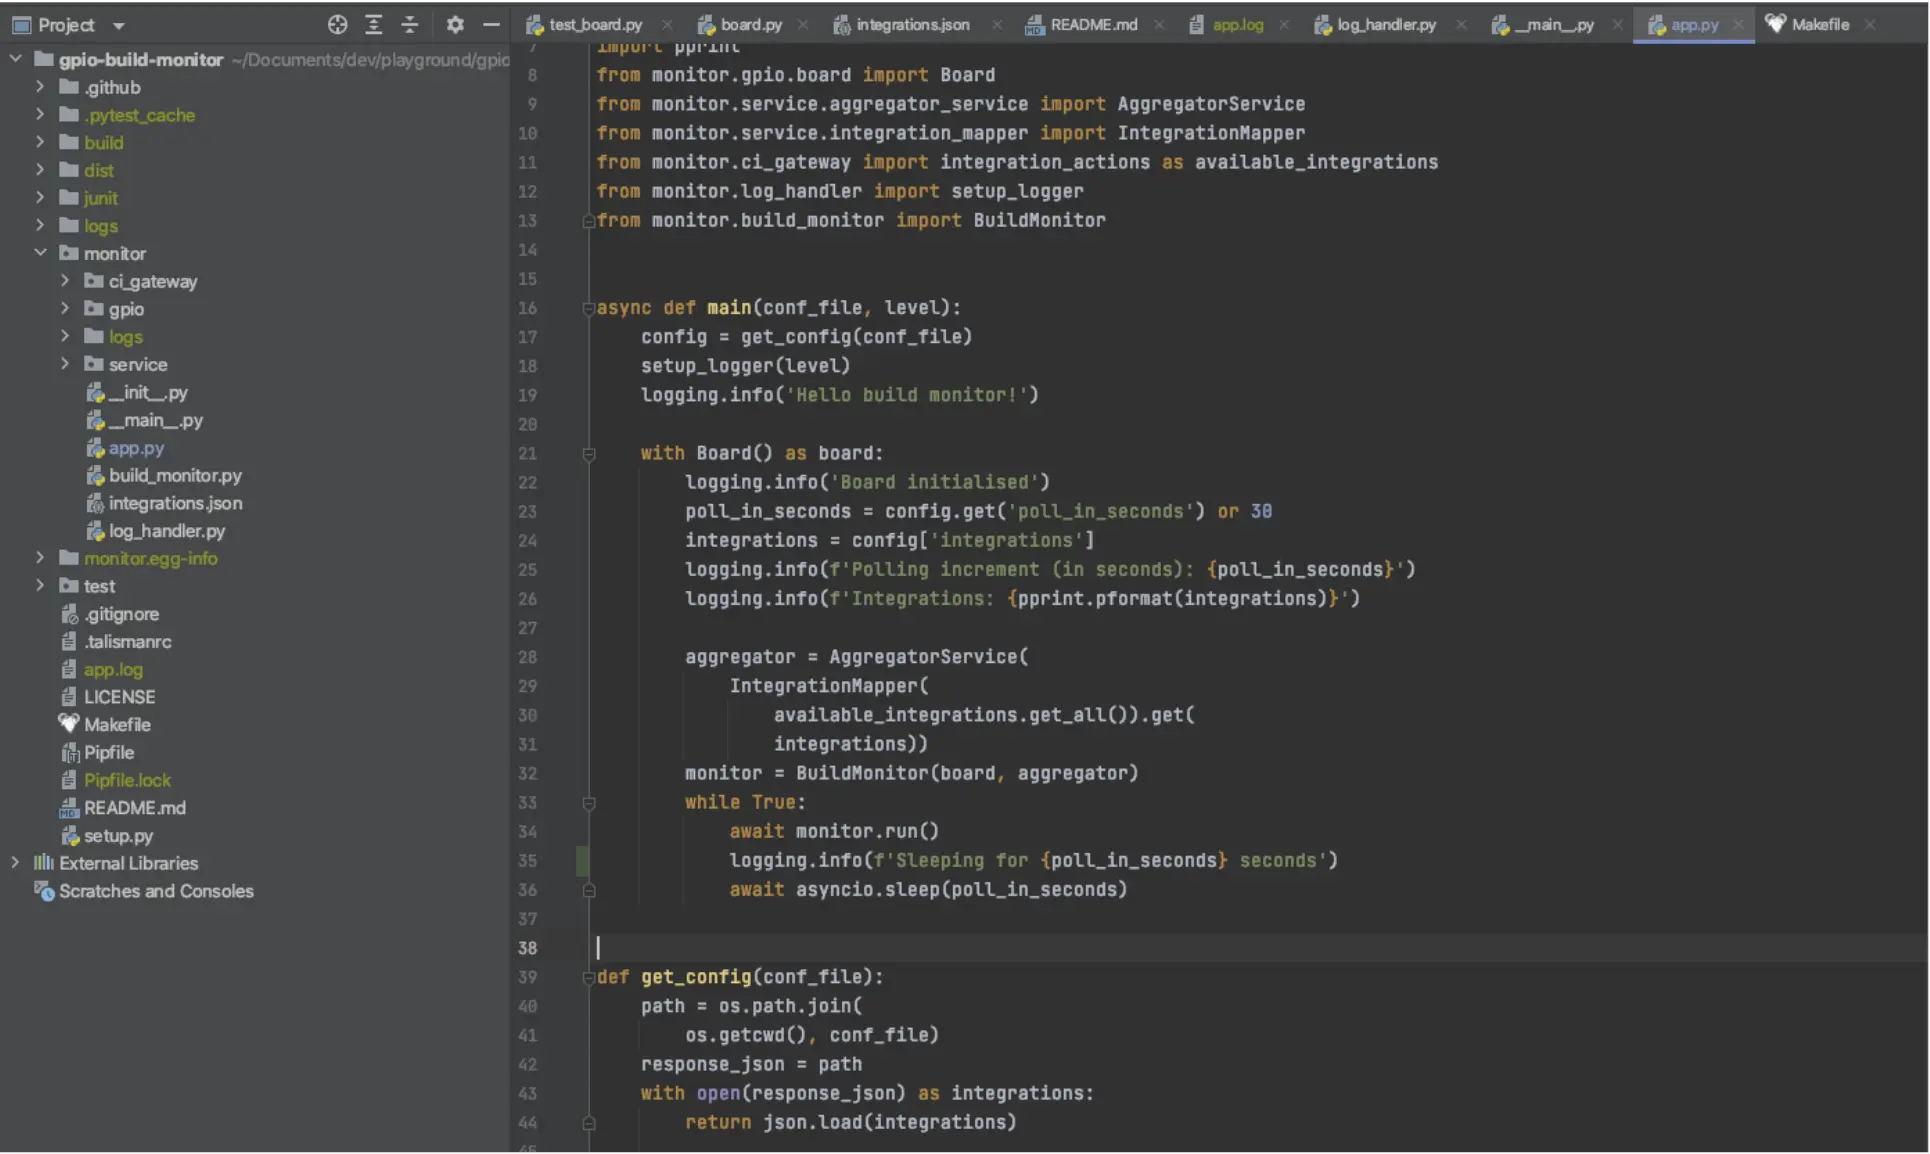 Project
gpio-build-monitor ~/Documents/dev/playground/gpio
.github
.pytest_cache
build
dist
junit
logs
monitor
ci_gateway
gpio
logs
service
__init__.py
__main__.py
app.py
build_monitor.py
integrations.json
log_handler.py
monitor.egg-info
test
.gitignore
.talismanrc
app.log
LICENSE
Makefile
Pipfile
Pipfile.lock
README.md
setup.py
External Libraries
Scratches and Consoles
test_board.py board.py integrations.json README.md app.log log_handler.py __main__.py app.py Makefile
7 import pprint
8 from monitor.gpio.board import Board
9 from monitor.service.aggregator_service import AggregatorService
10 from monitor.service.integration_mapper import IntegrationMapper
11 from monitor.ci_gateway import integration_actions as available_integrations
12 from monitor.log_handler import setup_logger
13 from monitor.build_monitor import BuildMonitor
14
15
16 async def main(conf_file, level):
17 config = get_config(conf_file)
18 setup_logger(level)
19 logging.info('Hello build monitor!')
20
21 with Board() as board:
22 logging.info('Board initialised')
23 poll_in_seconds = config.get('poll_in_seconds') or 30
24 integrations = config['integrations']
25 logging.info(f'Polling increment (in seconds): {poll_in_seconds}')
26 logging.info(f'Integrations: {pprint.pformat(integrations)}')
27
28 aggregator = AggregatorService(
29 IntegrationMapper(
30 available_integrations.get_all()).get(
31 integrations))
32 monitor = BuildMonitor(board, aggregator)
33 while True:
34 await monitor.run()
35 logging.info(f'Sleeping for {poll_in_seconds} seconds')
36 await asyncio.sleep(poll_in_seconds)
37
38
39 def get_config(conf_file):
40 path = os.path.join(
41 os.getcwd(), conf_file)
42 response_json = path
43 with open(response_json) as integrations:
44 return json.load(integrations)
45